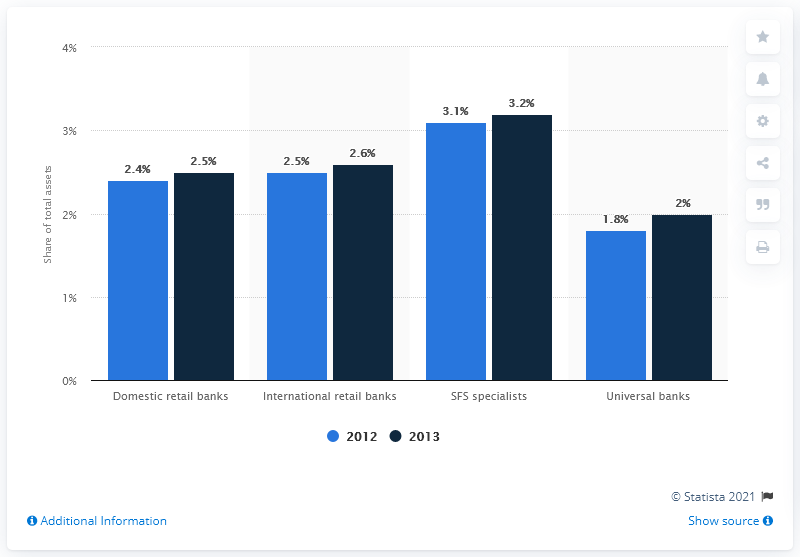 4%
3%
2%
1%
0%
Share of total assets
2.4%
2.5%
2.5%
2.6%
3.1%
3.2%
1.8%
2%
Domestic retail banks
International retail banks
SFS specialists
Universal banks
2012
2013
© Statista 2021
Additional Information
Show source